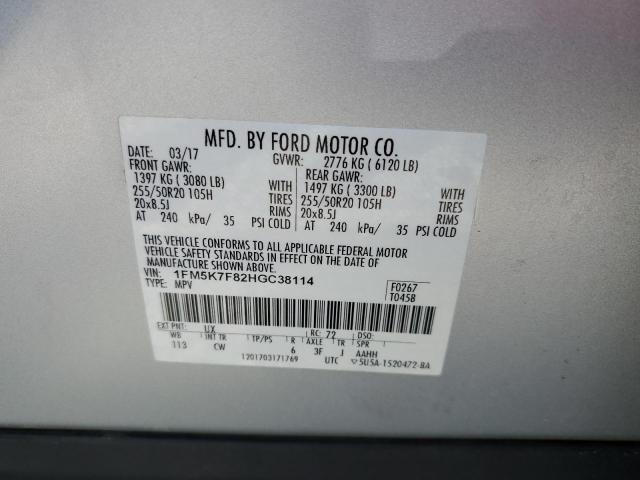 MFD. BY FORD MOTOR CO.
DATE: 03/17 GVWR: 2776 KG ( 6120 LB)
FRONT GAWR: REAR GAWR:
1397 KG ( 3080 LB) WITH 1497 KG ( 3300 LB) WITH
255/50R20 105H TIRES 255/50R20 105H TIRES
20x8.5J RIMS 20x8.5J RIMS
AT 240 kPa/ 35 PSI COLD AT 240 kPa/ 35 PSI COLD
THIS VEHICLE CONFORMS TO ALL APPLICABLE FEDERAL MOTOR
VEHICLE SAFETY STANDARDS IN EFFECT ON THE DATE OF
MANUFACTURE SHOWN ABOVE.
VIN: 1FM5K7F82HGC38114 F0267
TYPE: MPV T045B
EXT PNT: UX RC: 72 DSO:
WB INT TR TP/PS R AXLE TR SPR
113 CW 6 3F J AAHH
1201703171769 UTC ▽5U5A-1520472-BA